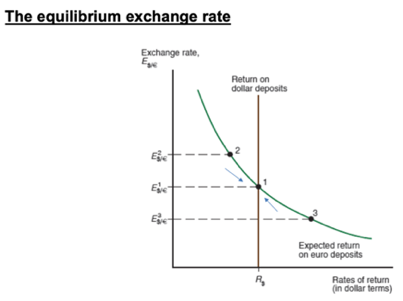 The equilibrium exchange rate
Exchange rate,
E$/€
Return on
dollar deposits
E²$/€
2
E¹$/€
1
E³$/€
3
Expected return
on euro deposits
R$
Rates of return
(in dollar terms)